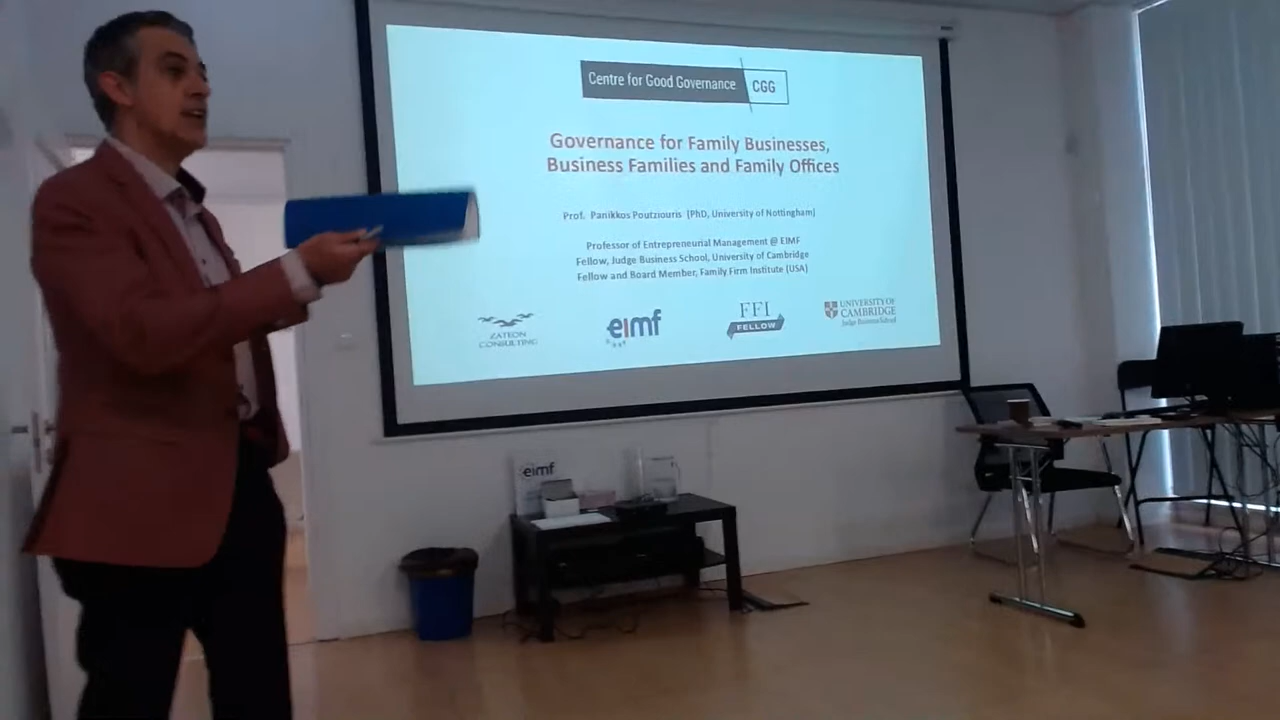 Centre for Good Governance CGG
Governance for Family Businesses,
Business Families and Family Offices
Prof. Panikkos Poutziouris (PhD, University of Nottingham)
Professor of Entrepreneurial Management @ EIMF
Fellow, Judge Business School, University of Cambridge
Fellow and Board Member, Family Firm Institute (USA)
ZATEON
CONSULTING
eimf
FFI
FELLOW
UNIVERSITY OF
CAMBRIDGE
Judge Business School
eimf